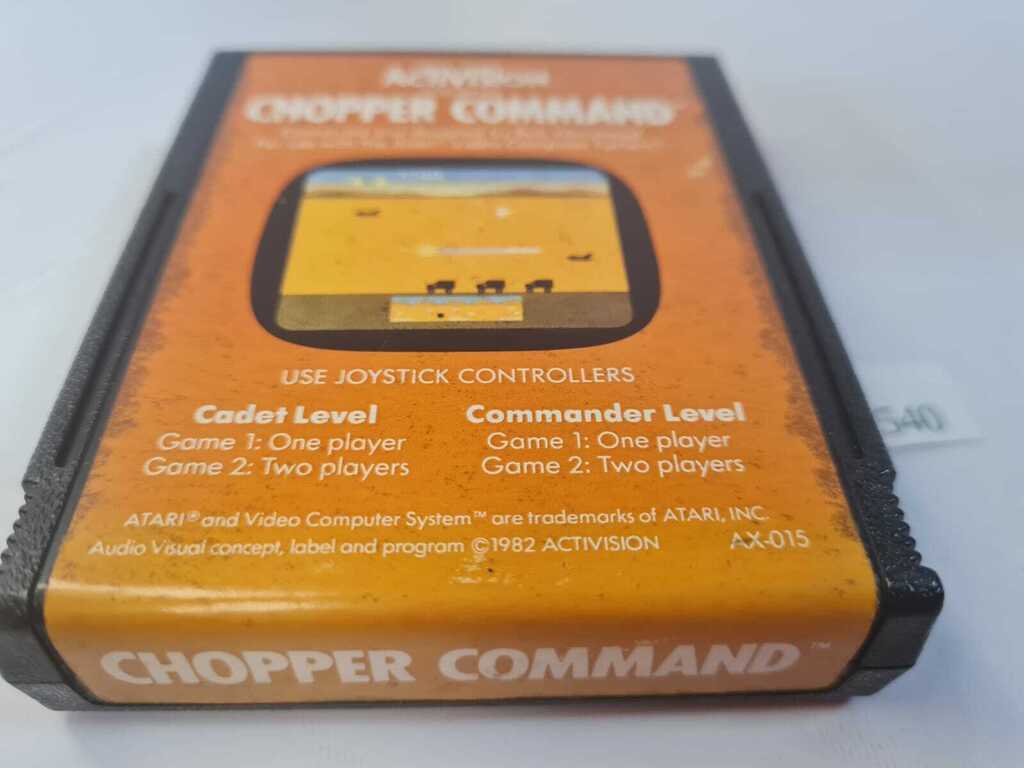 ACTIVISION
CHOPPER COMMAND
USE JOYSTICK CONTROLLERS
Cadet Level
Game 1: One player
Game 2: Two players
Commander Level
Game 1: One player
Game 2: Two players
ATARI® and Video Computer System™ are trademarks of ATARI, INC.
Audio Visual concept, label and program ©1982 ACTIVISION AX-015
CHOPPER COMMAND™
540